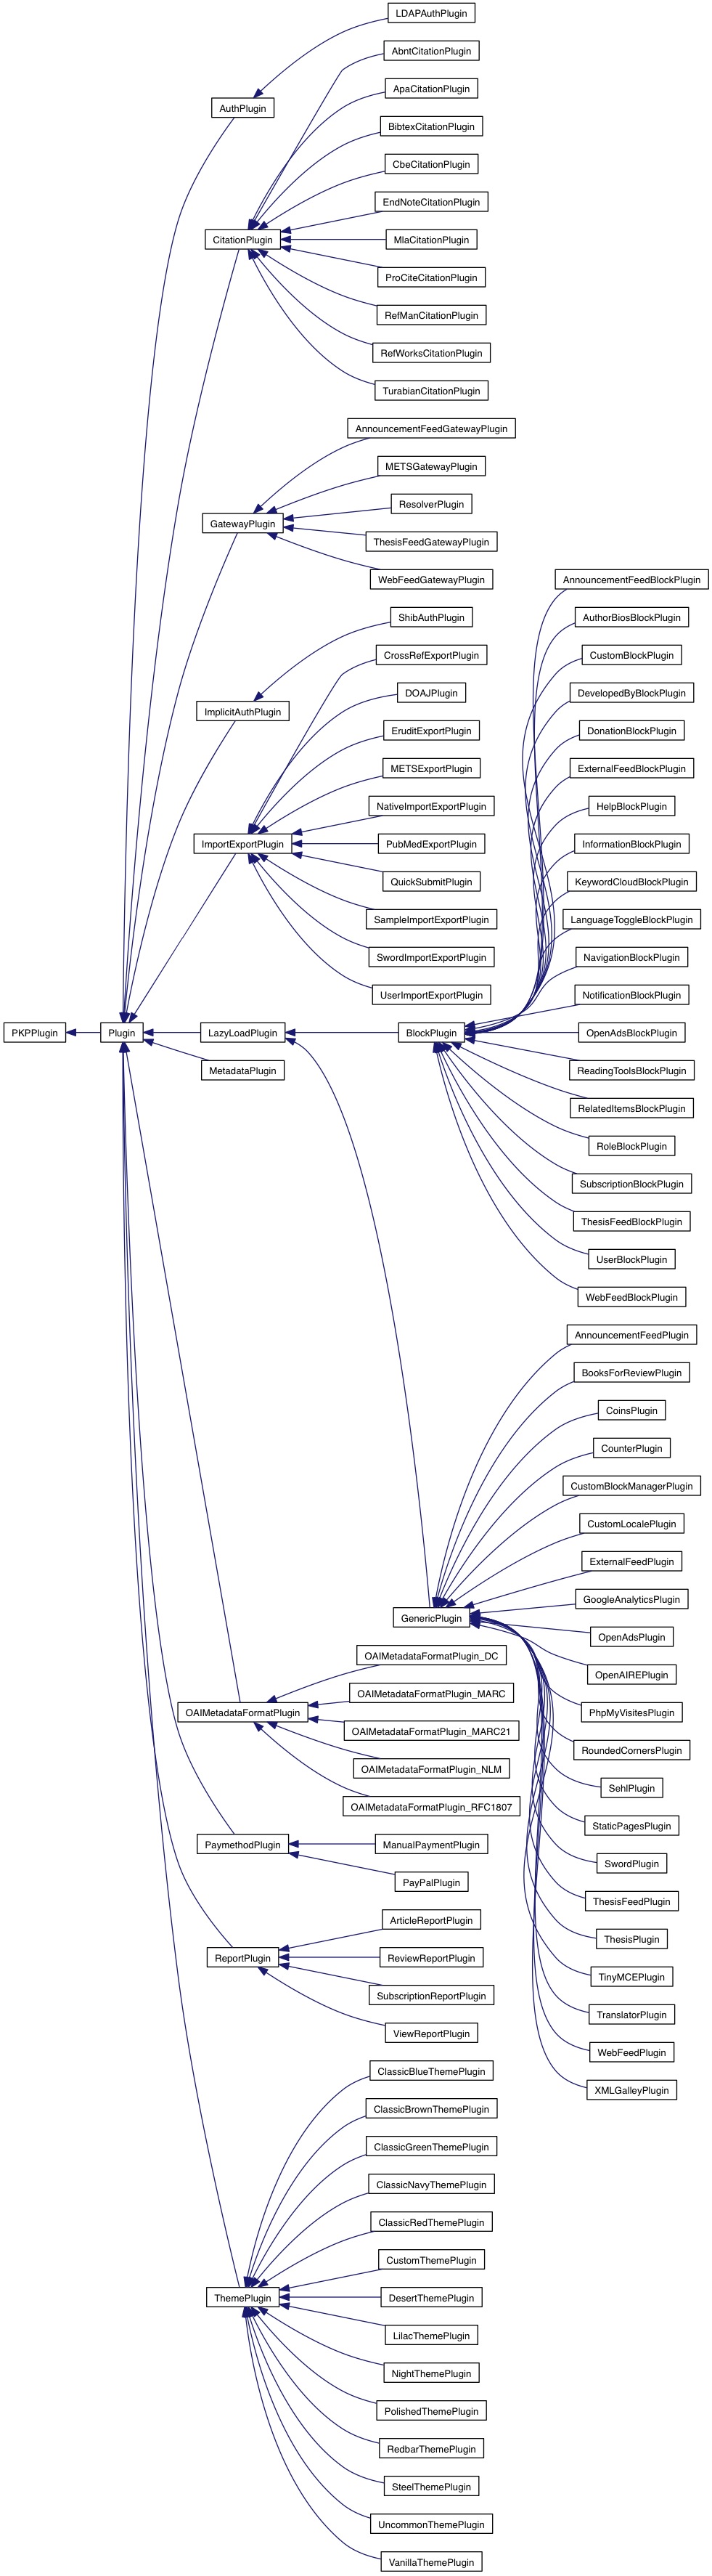 LDAPAuthPlugin
AbntCitationPlugin
ApaCitationPlugin
AuthPlugin
BibtexCitationPlugin
CbeCitationPlugin
EndNoteCitationPlugin
CitationPlugin
MlaCitationPlugin
ProCiteCitationPlugin
RefManCitationPlugin
RefWorksCitationPlugin
TurabianCitationPlugin
AnnouncementFeedGatewayPlugin
METSGatewayPlugin
ResolverPlugin
GatewayPlugin
ThesisFeedGatewayPlugin
WebFeedGatewayPlugin
AnnouncementFeedBlockPlugin
ShibAuthPlugin
AuthorBiosBlockPlugin
CrossRefExportPlugin
CustomBlockPlugin
DOAJPlugin
DevelopedByBlockPlugin
ImplicitAuthPlugin
EruditExportPlugin
DonationBlockPlugin
METSExportPlugin
ExternalFeedBlockPlugin
NativeImportExportPlugin
HelpBlockPlugin
ImportExportPlugin
PubMedExportPlugin
InformationBlockPlugin
QuickSubmitPlugin
KeywordCloudBlockPlugin
SampleImportExportPlugin
LanguageToggleBlockPlugin
SwordImportExportPlugin
NavigationBlockPlugin
UserImportExportPlugin
NotificationBlockPlugin
PKPPlugin
Plugin
LazyLoadPlugin
BlockPlugin
OpenAdsBlockPlugin
MetadataPlugin
ReadingToolsBlockPlugin
RelatedItemsBlockPlugin
RoleBlockPlugin
SubscriptionBlockPlugin
ThesisFeedBlockPlugin
UserBlockPlugin
WebFeedBlockPlugin
AnnouncementFeedPlugin
BooksForReviewPlugin
CoinsPlugin
CounterPlugin
CustomBlockManagerPlugin
CustomLocalePlugin
ExternalFeedPlugin
GoogleAnalyticsPlugin
GenericPlugin
OpenAdsPlugin
OAIMetadataFormatPlugin_DC
OpenAIREPlugin
OAIMetadataFormatPlugin_MARC
OAIMetadataFormatPlugin
PhpMyVisitesPlugin
OAIMetadataFormatPlugin_MARC21
RoundedCornersPlugin
OAIMetadataFormatPlugin_NLM
SehlPlugin
OAIMetadataFormatPlugin_RFC1807
StaticPagesPlugin
PaymethodPlugin
ManualPaymentPlugin
SwordPlugin
PayPalPlugin
ThesisFeedPlugin
ArticleReportPlugin
ThesisPlugin
ReportPlugin
ReviewReportPlugin
TinyMCEPlugin
SubscriptionReportPlugin
TranslatorPlugin
ViewReportPlugin
WebFeedPlugin
ClassicBlueThemePlugin
XMLGalleyPlugin
ClassicBrownThemePlugin
ClassicGreenThemePlugin
ClassicNavyThemePlugin
ClassicRedThemePlugin
CustomThemePlugin
ThemePlugin
DesertThemePlugin
LilacThemePlugin
NightThemePlugin
PolishedThemePlugin
RedbarThemePlugin
SteelThemePlugin
UncommonThemePlugin
VanillaThemePlugin